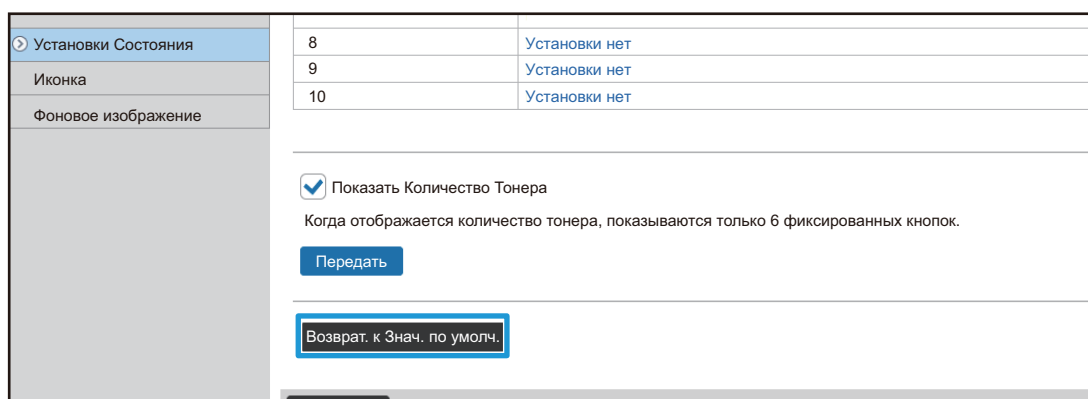 Установки Состояния
Иконка
Фоновое изображение
8 Установки нет
9 Установки нет
10 Установки нет
Показать Количество Тонера
Когда отображается количество тонера, показываются только 6 фиксированных кнопок.
Передать
Возврат. к Знач. по умолч.